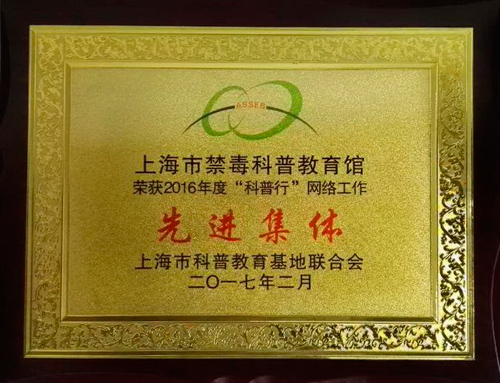 ASSEB
上海市禁毒科普教育馆
荣获2016年度“科普行”网络工作
先进集体
上海市科普教育基地联合会
二〇一七年二月